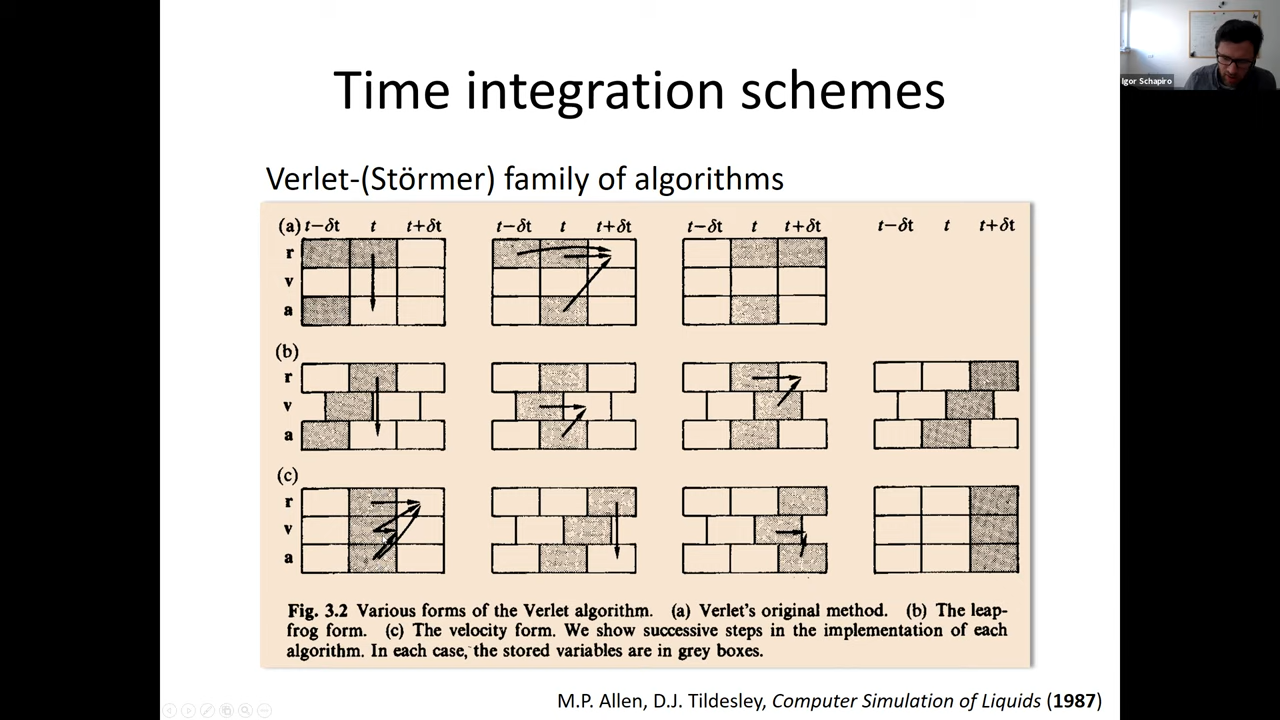 Time integration schemes
Igor Schapiro
Verlet-(Störmer) family of algorithms
(a) t−δt t t+δt t−δt t t+δt t−δt t t+δt t−δt t t+δt
r
v
a
(b)
r
v
a
(c)
r
v
a
Fig. 3.2 Various forms of the Verlet algorithm. (a) Verlet's original method. (b) The leap-
frog form. (c) The velocity form. We show successive steps in the implementation of each
algorithm. In each case, the stored variables are in grey boxes.
M.P. Allen, D.J. Tildesley, Computer Simulation of Liquids (1987)